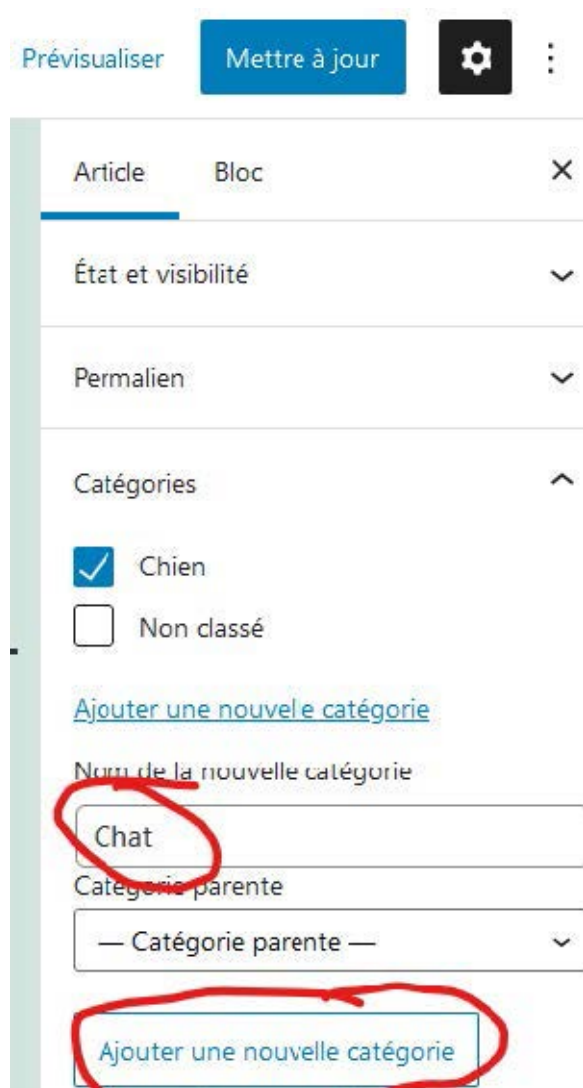 Prévisualiser Mettre à jour
Article Bloc
État et visibilité
Permalien
Catégories
Chien
Non classé
Ajouter une nouvelle catégorie
Nom de la nouvelle catégorie
Chat
Catégorie parente
— Catégorie parente —
Ajouter une nouvelle catégorie